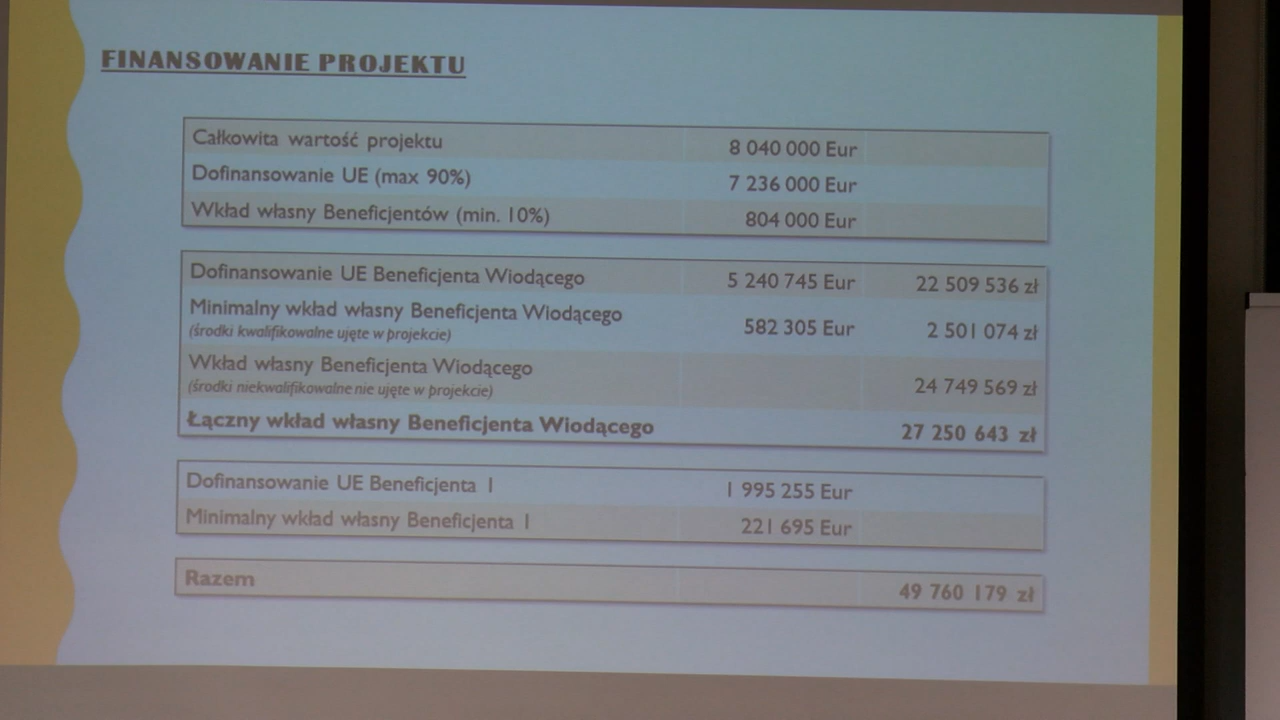 FINANSOWANIE PROJEKTU
Całkowita wartość projektu 8 040 000 Eur
Dofinansowanie UE (max 90%) 7 236 000 Eur
Wkład własny Beneficjentów (min. 10%) 804 000 Eur
Dofinansowanie UE Beneficjenta Wiodącego 5 240 745 Eur 22 509 536 zł
Minimalny wkład własny Beneficjenta Wiodącego
(środki kwalifikowalne ujęte w projekcie) 582 305 Eur 2 501 074 zł
Wkład własny Beneficjenta Wiodącego
(środki niekwalifikowalne nie ujęte w projekcie) 24 749 569 zł
Łączny wkład własny Beneficjenta Wiodącego 27 250 643 zł
Dofinansowanie UE Beneficjenta 1 1 995 255 Eur
Minimalny wkład własny Beneficjenta 1 221 695 Eur
Razem 49 760 179 zł